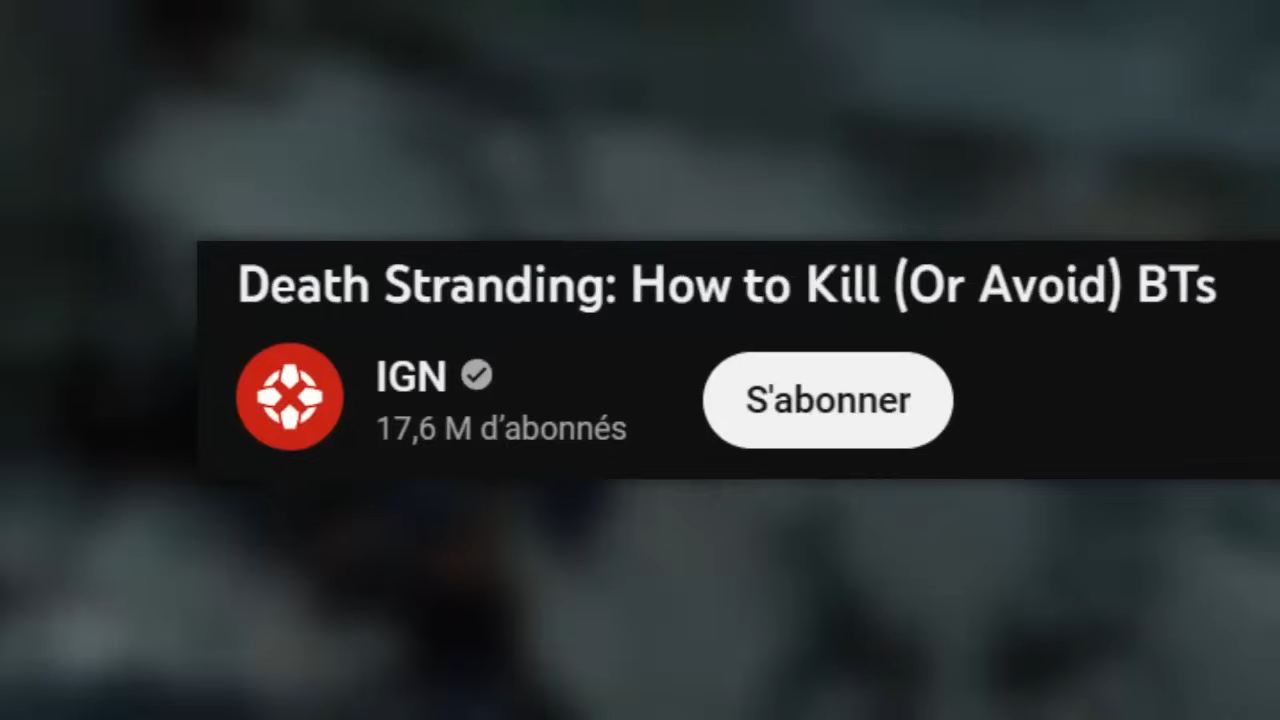 Death Stranding: How to Kill (Or Avoid) BTs
IGN
17,6 M d’abonnés
S'abonner